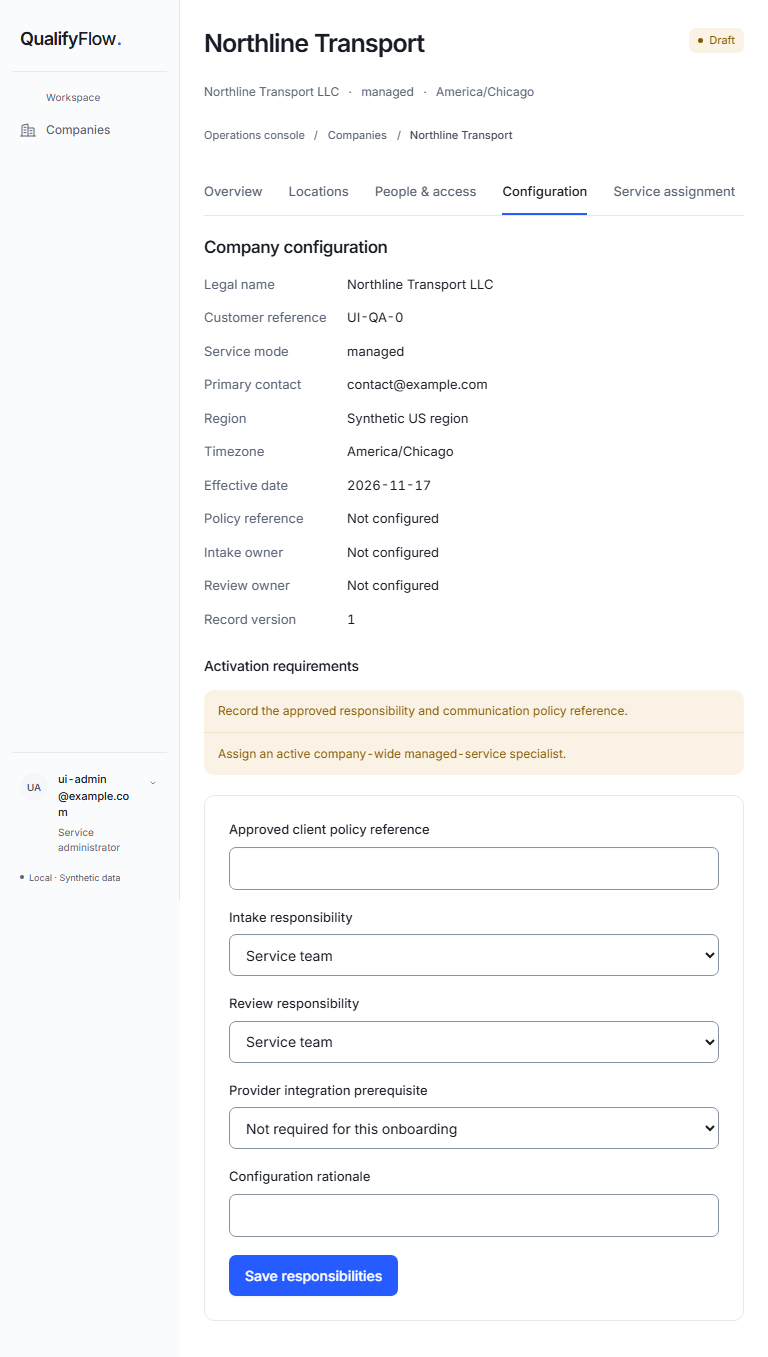 QualifyFlow.
Workspace
Companies
ui-admin
@example.co
m
UA
Service
administrator
Local · Synthetic data
Northline Transport
Draft
Northline Transport LLC · managed · America/Chicago
Operations console / Companies / Northline Transport
Overview Locations People & access Configuration Service assignment
Company configuration
Legal name Northline Transport LLC
Customer reference UI-QA-0
Service mode managed
Primary contact contact@example.com
Region Synthetic US region
Timezone America/Chicago
Effective date 2026-11-17
Policy reference Not configured
Intake owner Not configured
Review owner Not configured
Record version 1
Activation requirements
Record the approved responsibility and communication policy reference.
Assign an active company-wide managed-service specialist.
Approved client policy reference
Intake responsibility
Service team
Review responsibility
Service team
Provider integration prerequisite
Not required for this onboarding
Configuration rationale
Save responsibilities